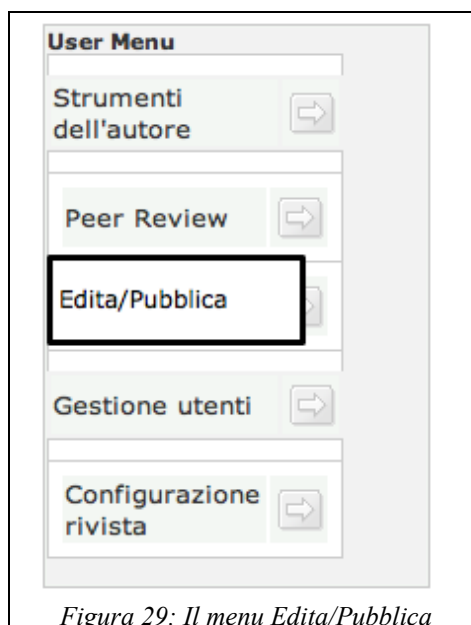 User Menu
Strumenti
dell'autore
Peer Review
Edita/Pubblica
Gestione utenti
Configurazione
rivista
Figura 29: Il menu Edita/Pubblica